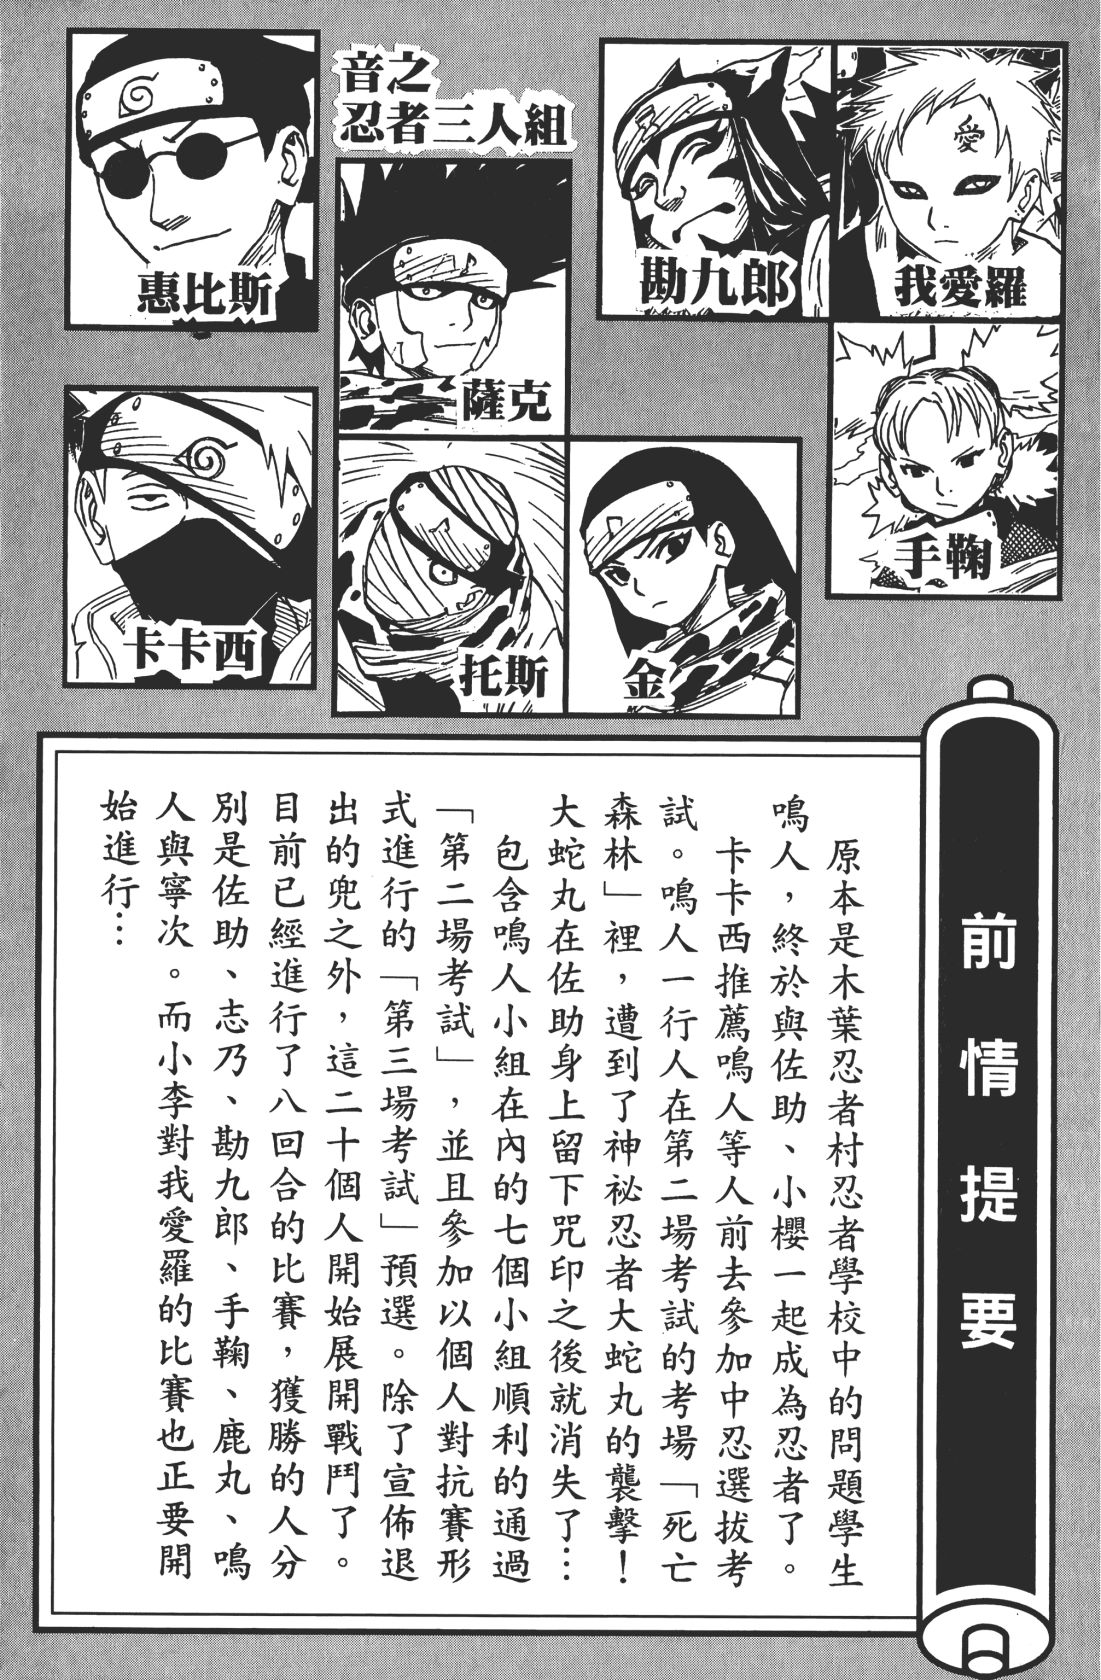 我愛羅
勘九郎
手鞠
音之
忍者三人組
薩克
托斯
金
惠比斯
卡卡西
愛
前情提要
原本是木葉忍者村忍者學校中的問題學生
鳴人，終於與佐助、小櫻一起成為忍者了。
卡卡西推薦鳴人等人前去參加中忍選拔考
試。鳴人一行人在第二場考試的考場「死亡
森林」裡，遭到了神祕忍者大蛇丸的襲擊！
大蛇丸在佐助身上留下咒印之後就消失了…
包含鳴人小組在內的七個小組順利的通過
「第二場考試」，並且參加以個人對抗賽形
式進行的「第三場考試」預選。除了宣佈退
出的兜之外，這二十個人開始展開戰鬥了。
目前已經進行了八回合的比賽，獲勝的人分
別是佐助、志乃、勘九郎、手鞠、鹿丸、鳴
人與寧次。而小李對我愛羅的比賽也正要開
始進行…